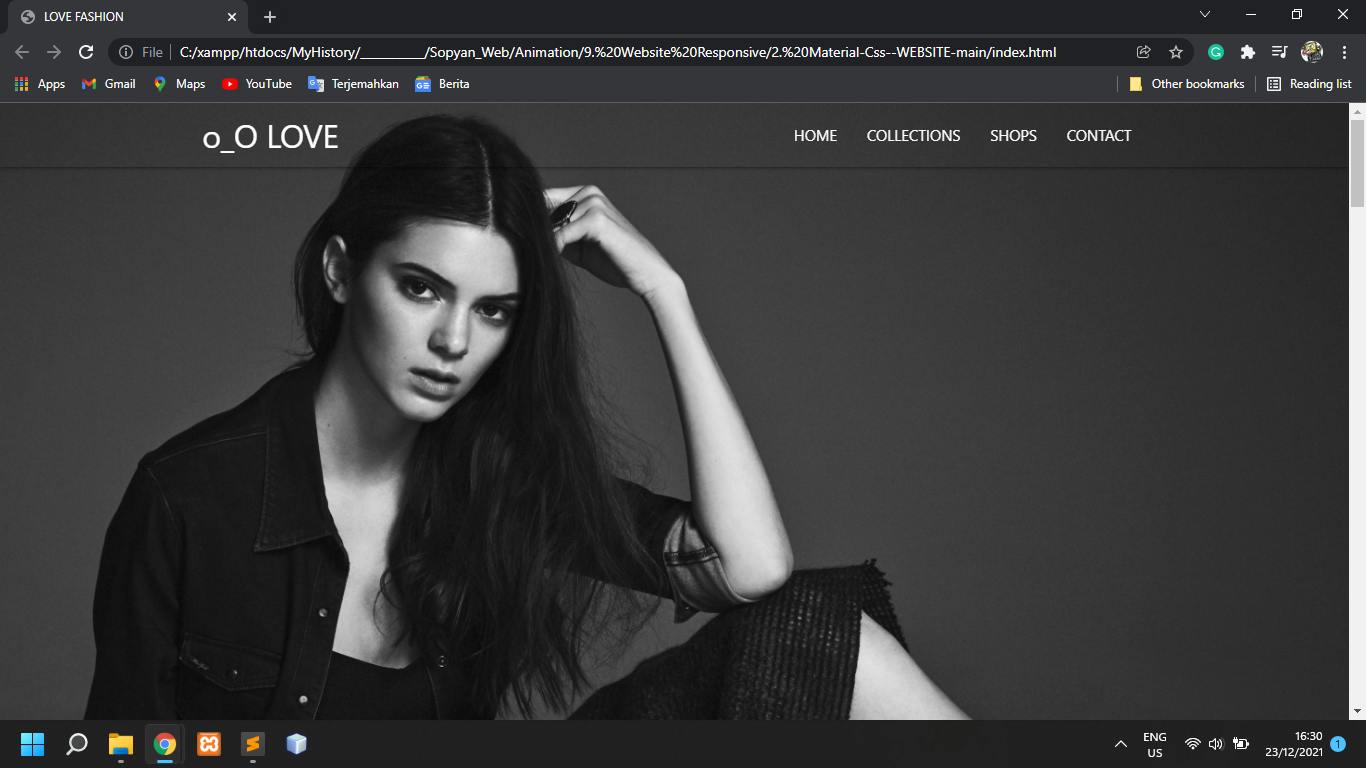 LOVE FASHION
File C:/xampp/htdocs/MyHistory/__________/Sopyan_Web/Animation/9.%20Website%20Responsive/2.%20Material-Css--WEBSITE-main/index.html
Apps Gmail Maps YouTube Terjemahkan Berita Other bookmarks Reading list
o_O LOVE HOME COLLECTIONS SHOPS CONTACT
ENG 16:30
US 23/12/2021 1